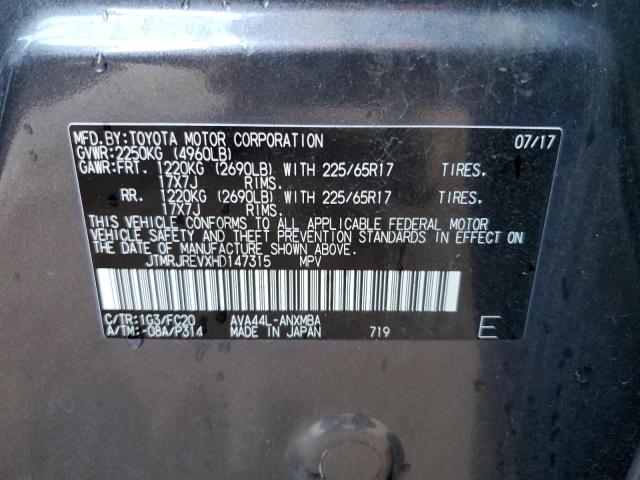 MFD.BY:TOYOTA MOTOR CORPORATION 07/17
GVWR:2250KG (4960LB)
GAWR:FRT. 1220KG (2690LB) WITH 225/65R17 TIRES.
17X7J RIMS.
RR. 1220KG (2690LB) WITH 225/65R17 TIRES.
17X7J RIMS.
THIS VEHICLE CONFORMS TO ALL APPLICABLE FEDERAL MOTOR
VEHICLE SAFETY AND THEFT PREVENTION STANDARDS IN EFFECT ON
THE DATE OF MANUFACTURE SHOWN ABOVE.
JTMRJREVXHD147315 MPV
C/TR:1G3/FC20 AVA44L-ANXMBA
A/TM:-08A/P314 MADE IN JAPAN 719 E